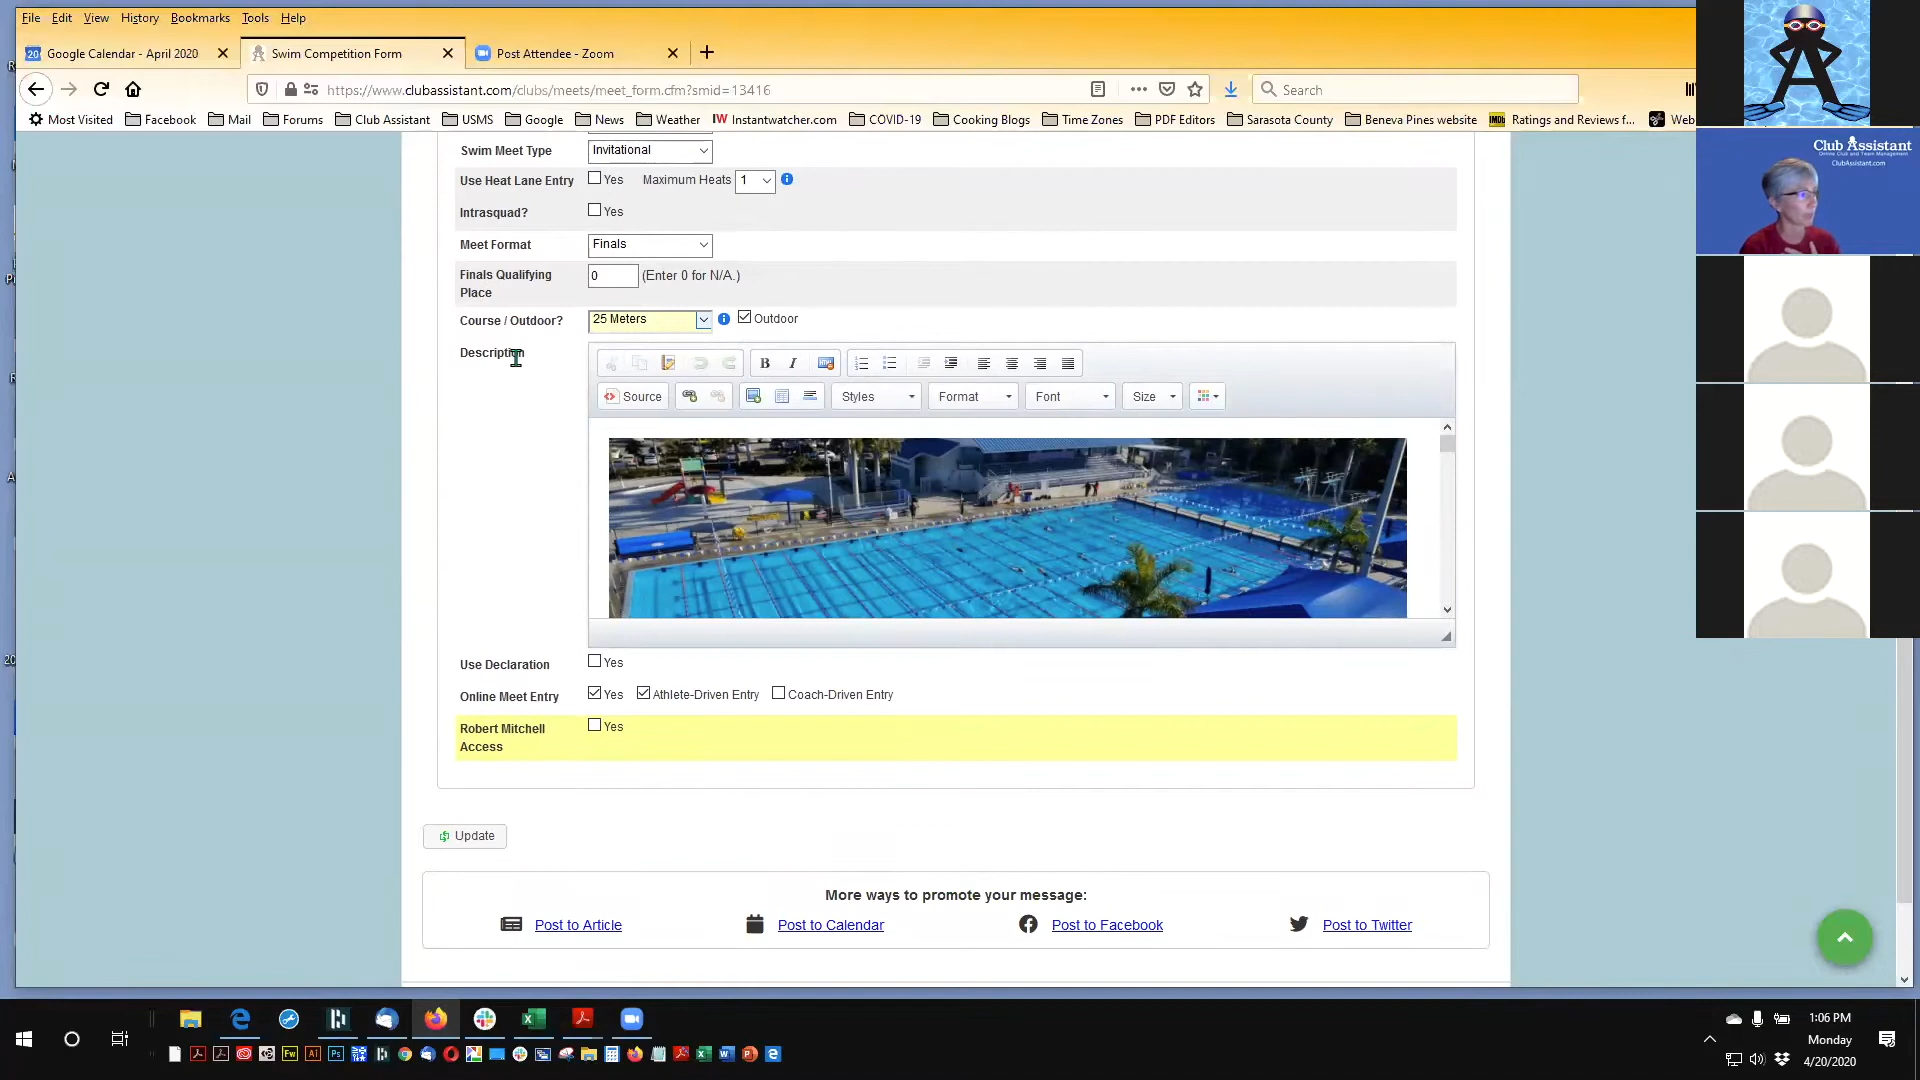 File Edit View History Bookmarks Tools Help
Google Calendar - April 2020
Swim Competition Form
Post Attendee - Zoom
https://www.clubassistant.com/clubs/meets/meet_form.cfm?smid=13416
Search
Most Visited Facebook Mail Forums Club Assistant USMS Google News Weather Instantwatcher.com COVID-19 Cooking Blogs Time Zones PDF Editors Sarasota County Beneva Pines website Ratings and Reviews f... Web
Club Assistant
Online Club and Team Management
ClubAssistant.com
Swim Meet Type Invitational
Use Heat Lane Entry Yes Maximum Heats 1
Intrasquad? Yes
Meet Format Finals
Finals Qualifying Place 0 (Enter 0 for N/A.)
Course / Outdoor? 25 Meters Outdoor
Description
Source Styles Format Font Size
Use Declaration Yes
Online Meet Entry Yes Athlete-Driven Entry Coach-Driven Entry
Robert Mitchell Access Yes
Update
More ways to promote your message:
Post to Article Post to Calendar Post to Facebook Post to Twitter
1:06 PM
Monday
4/20/2020